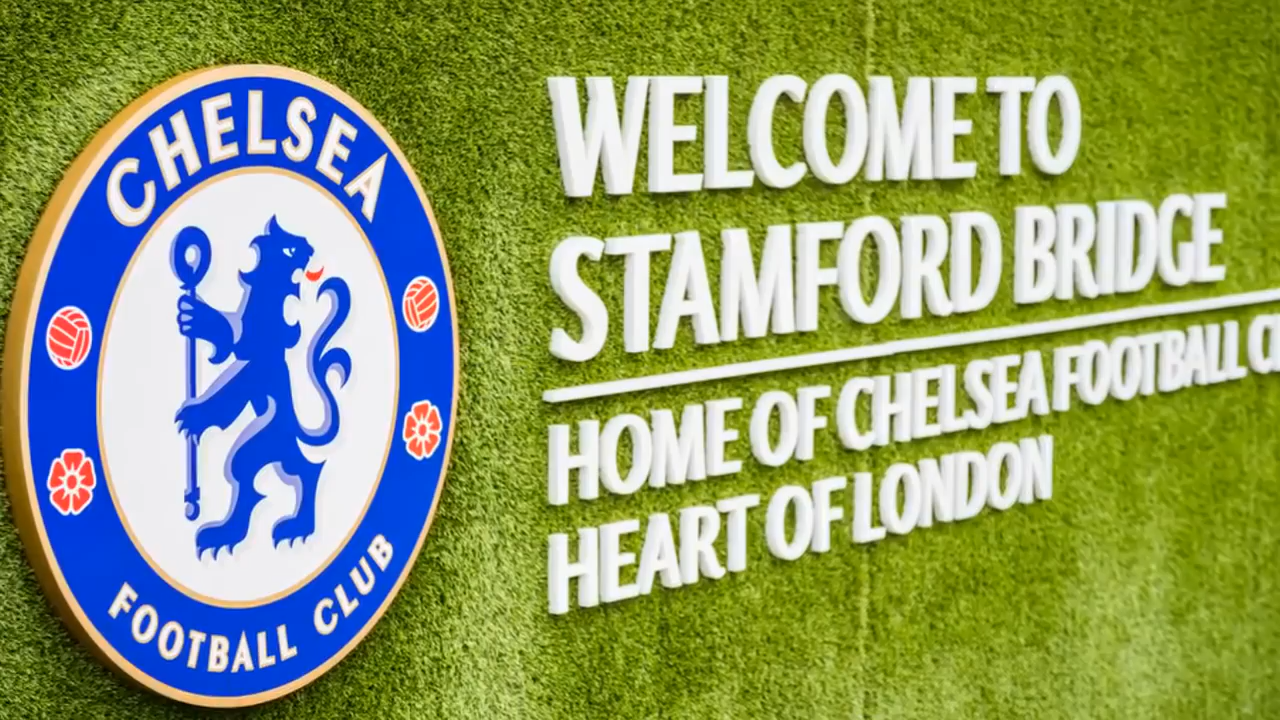 CHELSEA
FOOTBALL CLUB
WELCOME TO
STAMFORD BRIDGE
HOME OF CHELSEA FOOTBALL
HEART OF LONDON